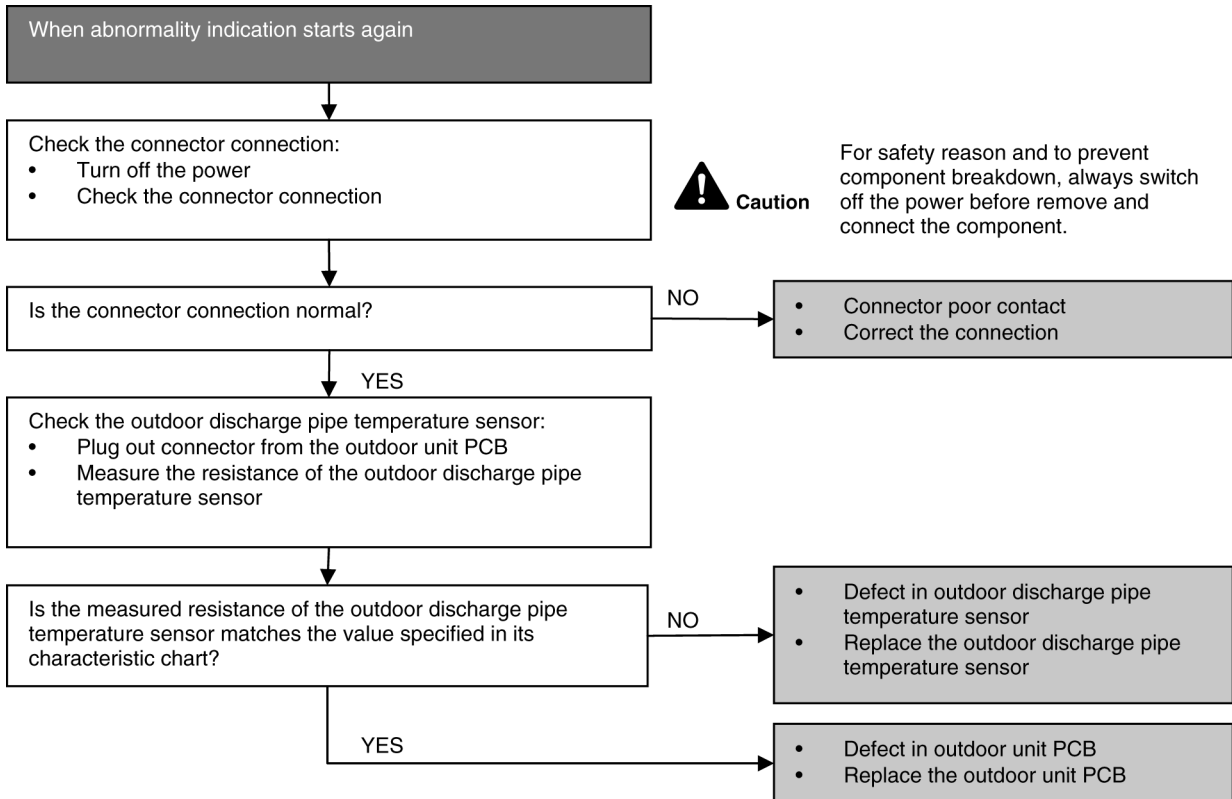 When abnormality indication starts again
Check the connector connection:
• Turn off the power
• Check the connector connection
Caution
For safety reason and to prevent
component breakdown, always switch
off the power before remove and
connect the component.
Is the connector connection normal?
NO
• Connector poor contact
• Correct the connection
YES
Check the outdoor discharge pipe temperature sensor:
• Plug out connector from the outdoor unit PCB
• Measure the resistance of the outdoor discharge pipe
temperature sensor
Is the measured resistance of the outdoor discharge pipe
temperature sensor matches the value specified in its
characteristic chart?
NO
• Defect in outdoor discharge pipe
temperature sensor
• Replace the outdoor discharge pipe
temperature sensor
YES
• Defect in outdoor unit PCB
• Replace the outdoor unit PCB